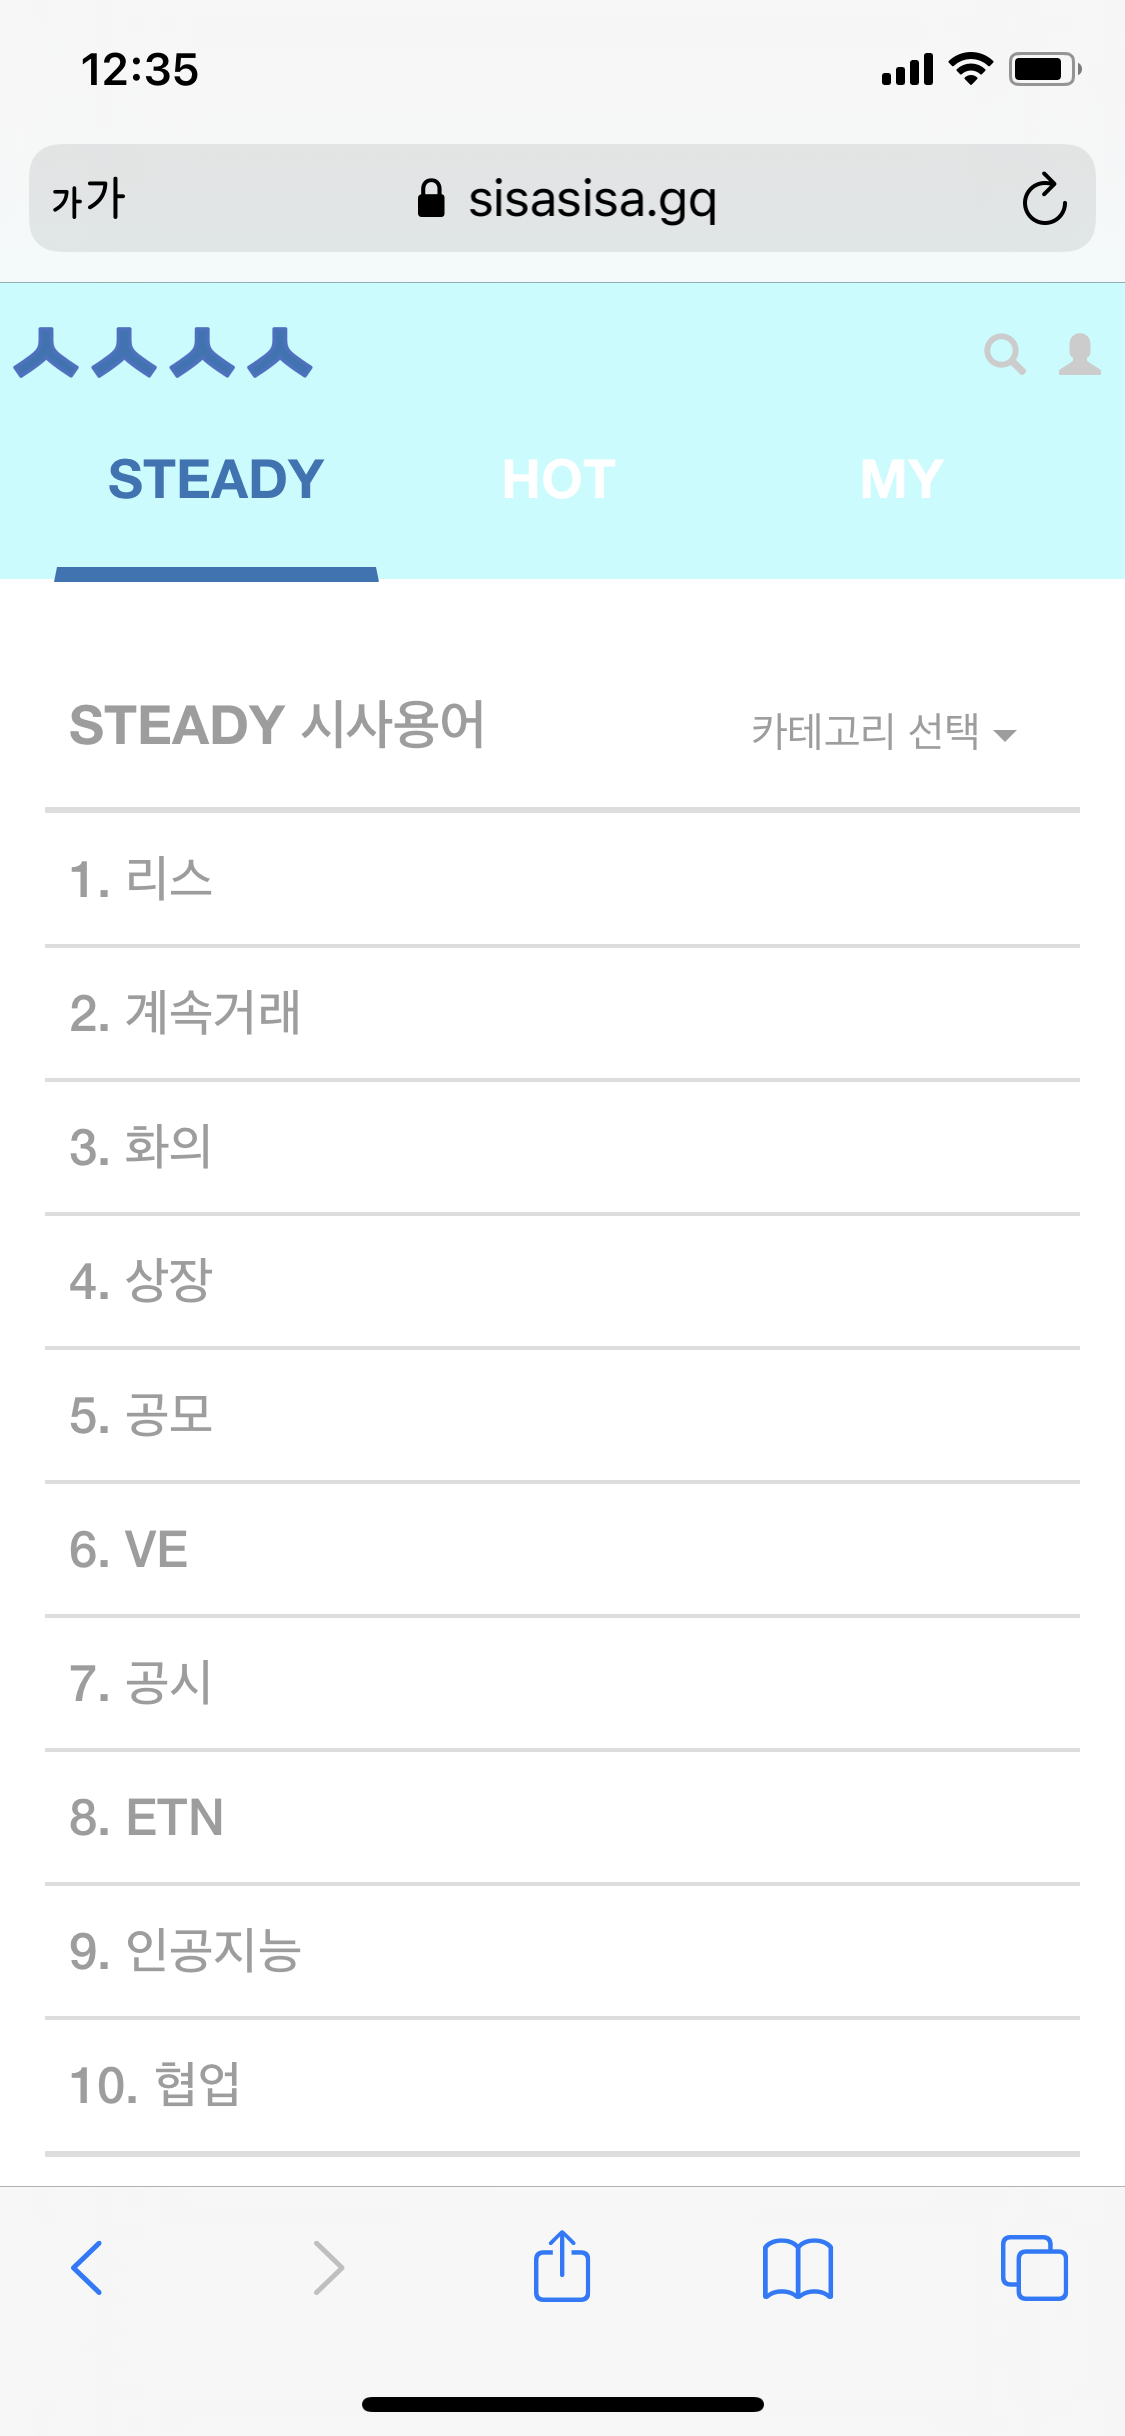 12:35
가가 sisasisa.gq
ㅅㅅㅅㅅ
STEADY HOT MY
STEADY 시사용어 카테고리 선택
1. 리스
2. 계속거래
3. 화의
4. 상장
5. 공모
6. VE
7. 공시
8. ETN
9. 인공지능
10. 협업